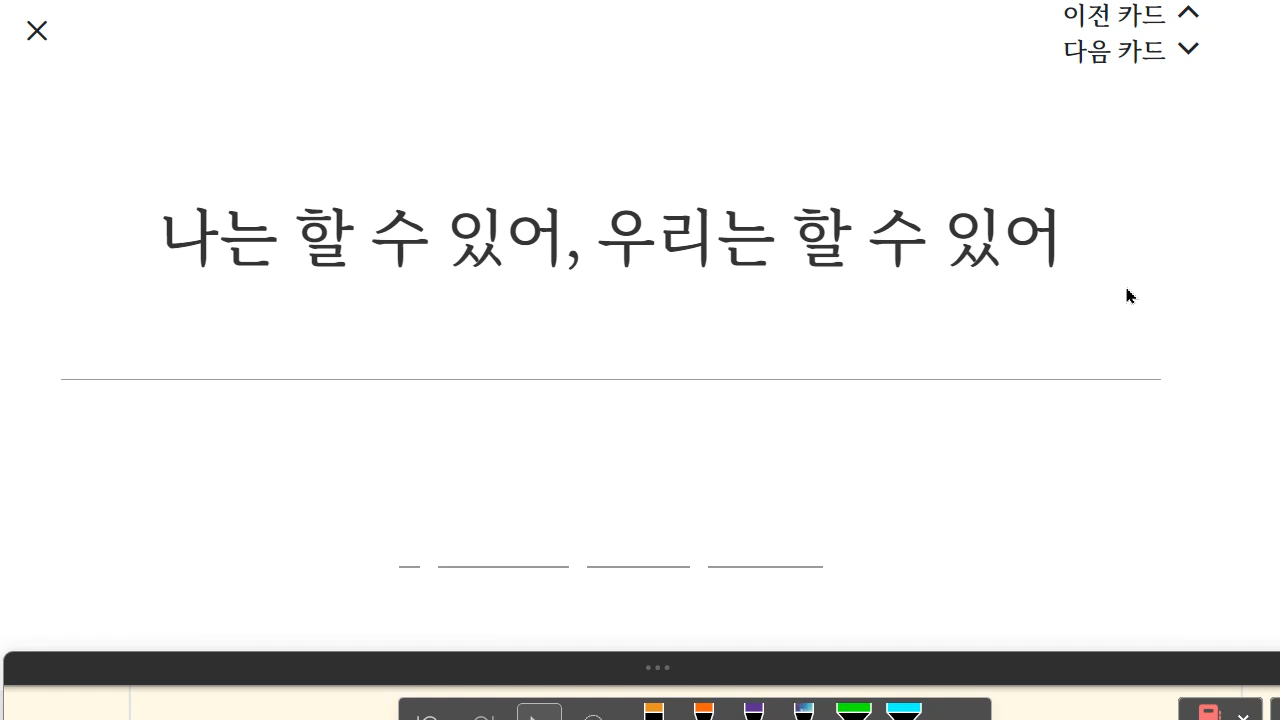 이전 카드
다음 카드
나는 할 수 있어, 우리는 할 수 있어